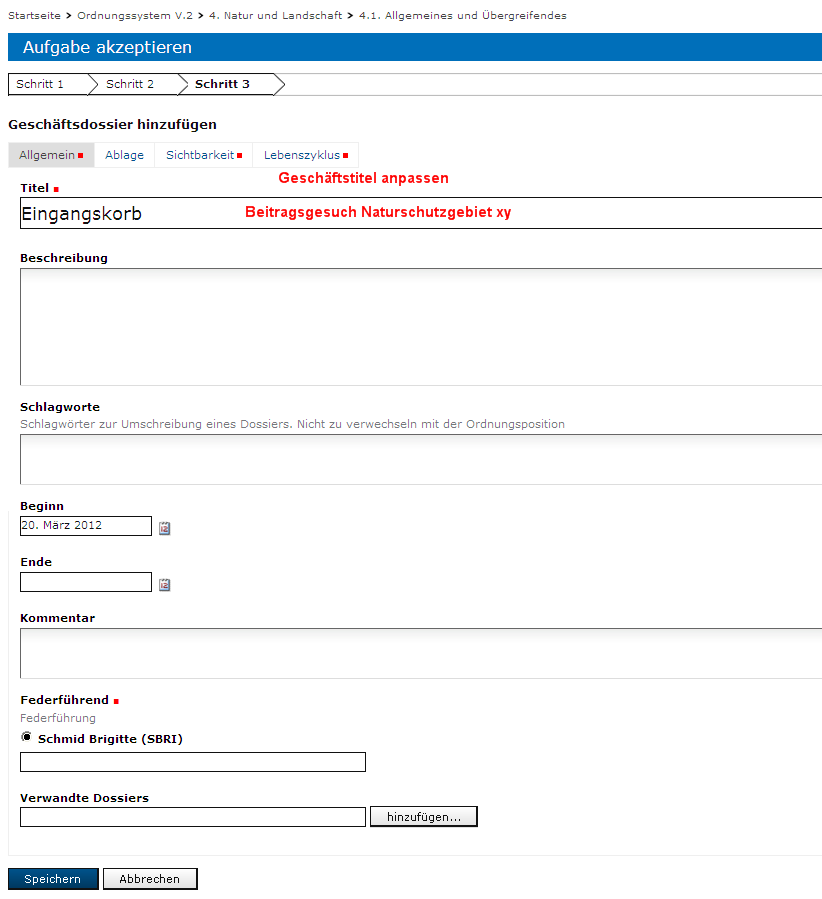 Startseite > Ordnungssystem V.2 > 4. Natur und Landschaft > 4.1. Allgemeines und Übergreifendes
Aufgabe akzeptieren
Schritt 1 Schritt 2 Schritt 3
Geschäftsdossier hinzufügen
Allgemein Ablage Sichtbarkeit Lebenszyklus
Geschäftstitel anpassen
Titel
Eingangskorb Beitragsgesuch Naturschutzgebiet xy
Beschreibung
Schlagworte
Schlagwörter zur Umschreibung eines Dossiers. Nicht zu verwechseln mit der Ordnungsposition
Beginn
20. März 2012
Ende
Kommentar
Federführend
Federführung
Schmid Brigitte (SBRI)
Verwandte Dossiers
hinzufügen...
Speichern Abbrechen